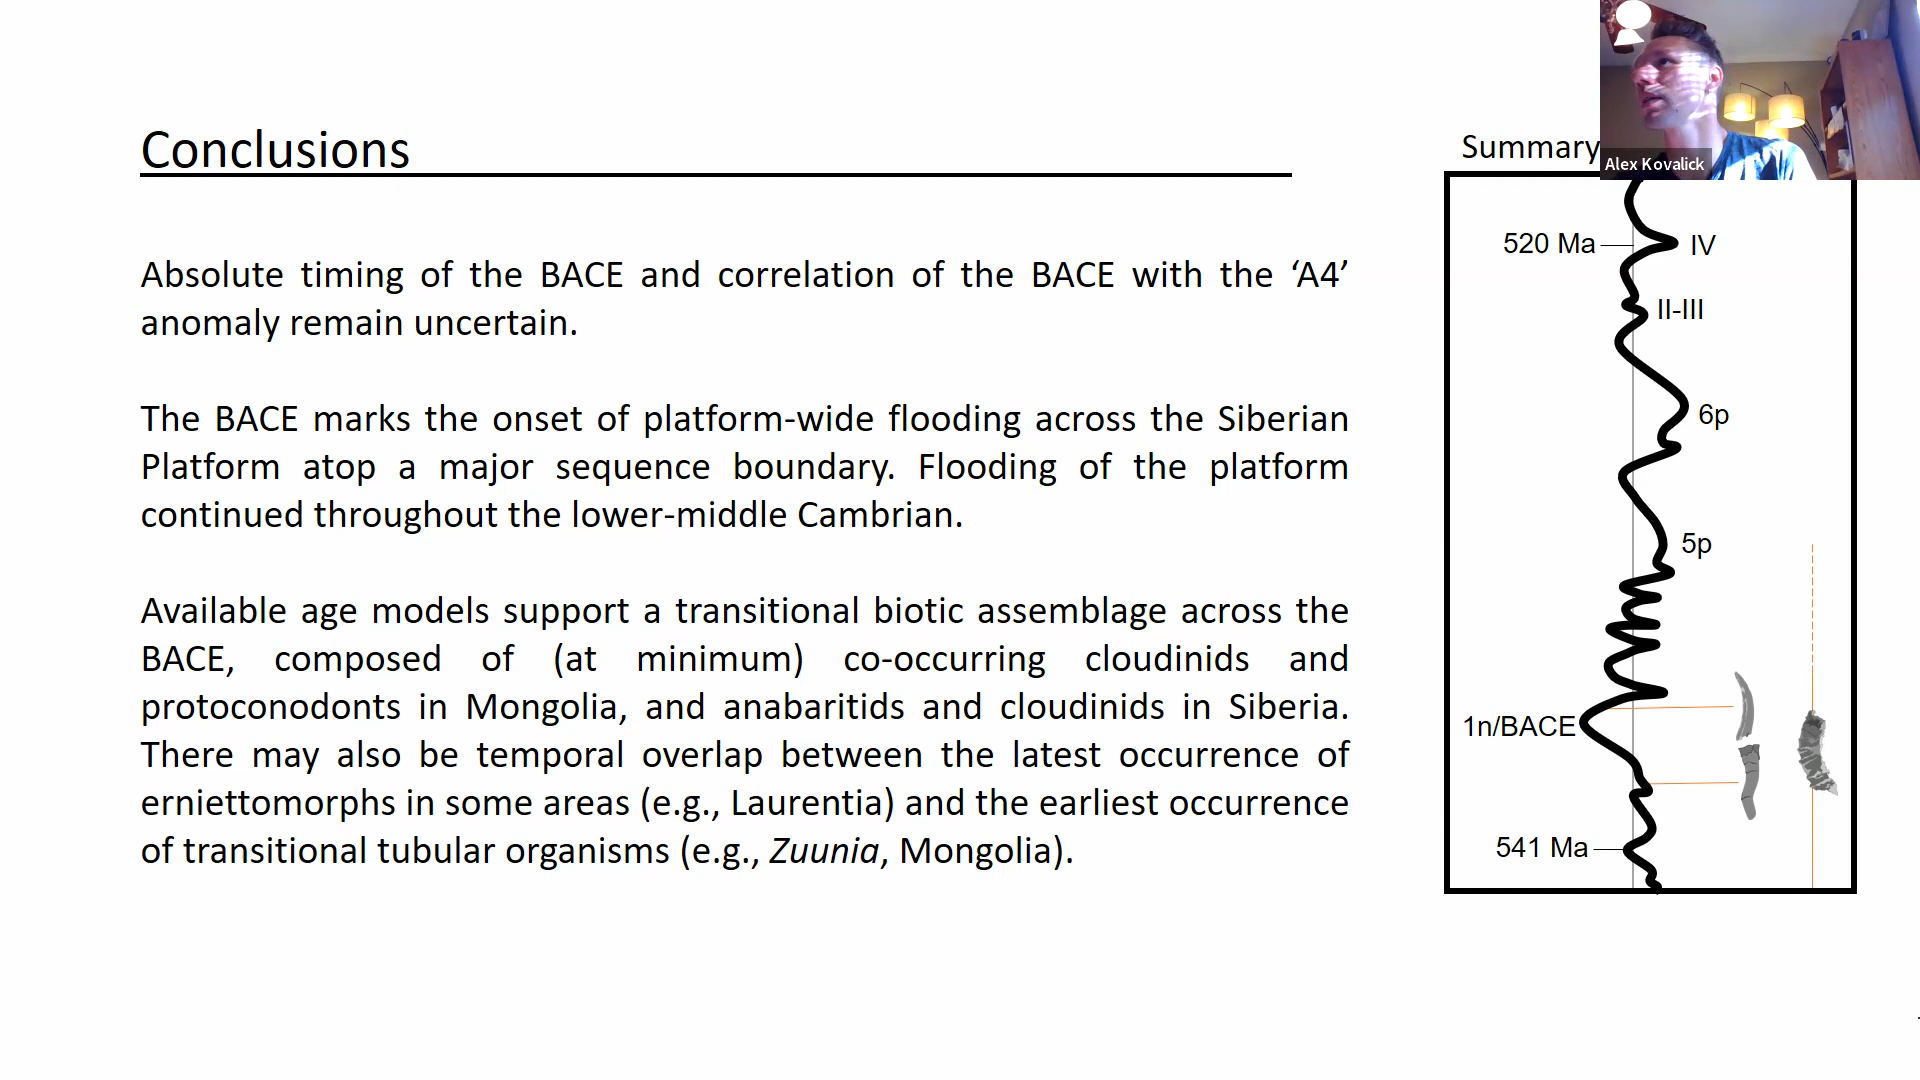 Conclusions
Absolute timing of the BACE and correlation of the BACE with the ‘A4’
anomaly remain uncertain.
The BACE marks the onset of platform-wide flooding across the Siberian
Platform atop a major sequence boundary. Flooding of the platform
continued throughout the lower-middle Cambrian.
Available age models support a transitional biotic assemblage across the
BACE, composed of (at minimum) co-occurring cloudinids and
protoconodonts in Mongolia, and anabaritids and cloudinids in Siberia.
There may also be temporal overlap between the latest occurrence of
erniettomorphs in some areas (e.g., Laurentia) and the earliest occurrence
of transitional tubular organisms (e.g., Zuunia, Mongolia).
Summary
Alex Kovalick
520 Ma
IV
II-III
6p
5p
1n/BACE
541 Ma